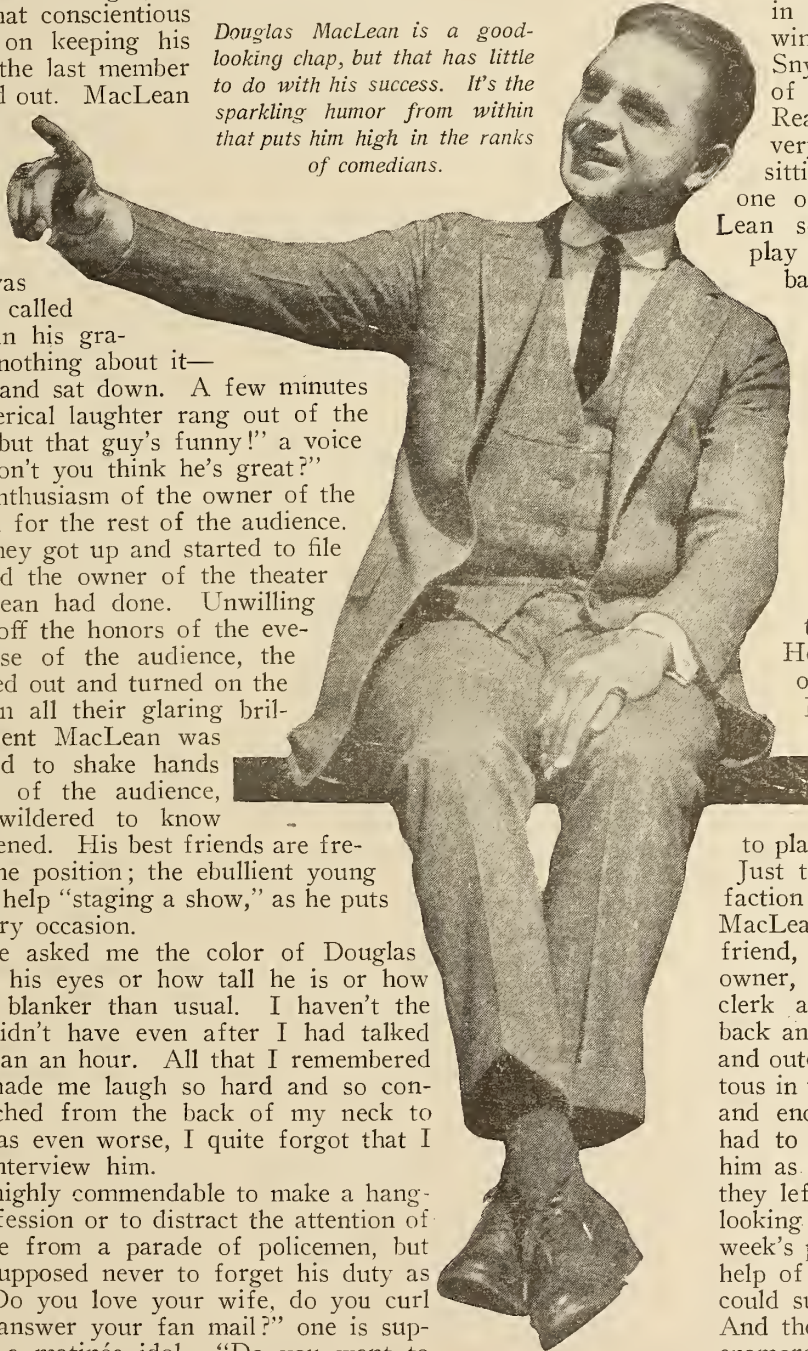 hat conscientious
on keeping his
the last member
l out. MacLean
Douglas MacLean is a good-
looking chap, but that has little
to do with his success. It's the
sparkling humor from within
that puts him high in the ranks
of comedians.
as
called
n his gra-
nothing about it—
and sat down. A few minutes
erical laughter rang out of the
but that guy's funny!" a voice
on't you think he's great?"
nthusiasm of the owner of the
for the rest of the audience.
hey got up and started to file
d the owner of the theater
ean had done. Unwilling
off the honors of the eve-
se of the audience, the
ed out and turned on the
n all their glaring bril-
ent MacLean was
d to shake hands
of the audience,
wildered to know
ened. His best friends are fre-
ne position; the ebullient young
help "staging a show," as he puts
ry occasion.
e asked me the color of Douglas
his eyes or how tall he is or how
blanker than usual. I haven't the
idn't have even after I had talked
an an hour. All that I remembered
nade me laugh so hard and so con-
ched from the back of my neck to
as even worse, I quite forgot that I
nterview him.
highly commendable to make a hang-
fession or to distract the attention of
e from a parade of policemen, but
upposed never to forget his duty as
Do you love your wife, do you curl
answer your fan mail?" one is sup-
a matinée idol. "Do you want to
in
win
Sny
of
Rea
ver
sitti
one o
Lean s
play
ba
t
He
o
to pla
Just t
faction
MacLea
friend,
owner,
clerk a
back an
and out
tous in
and enc
had to
him as
they lef
looking
week's p
help of
could su
And the